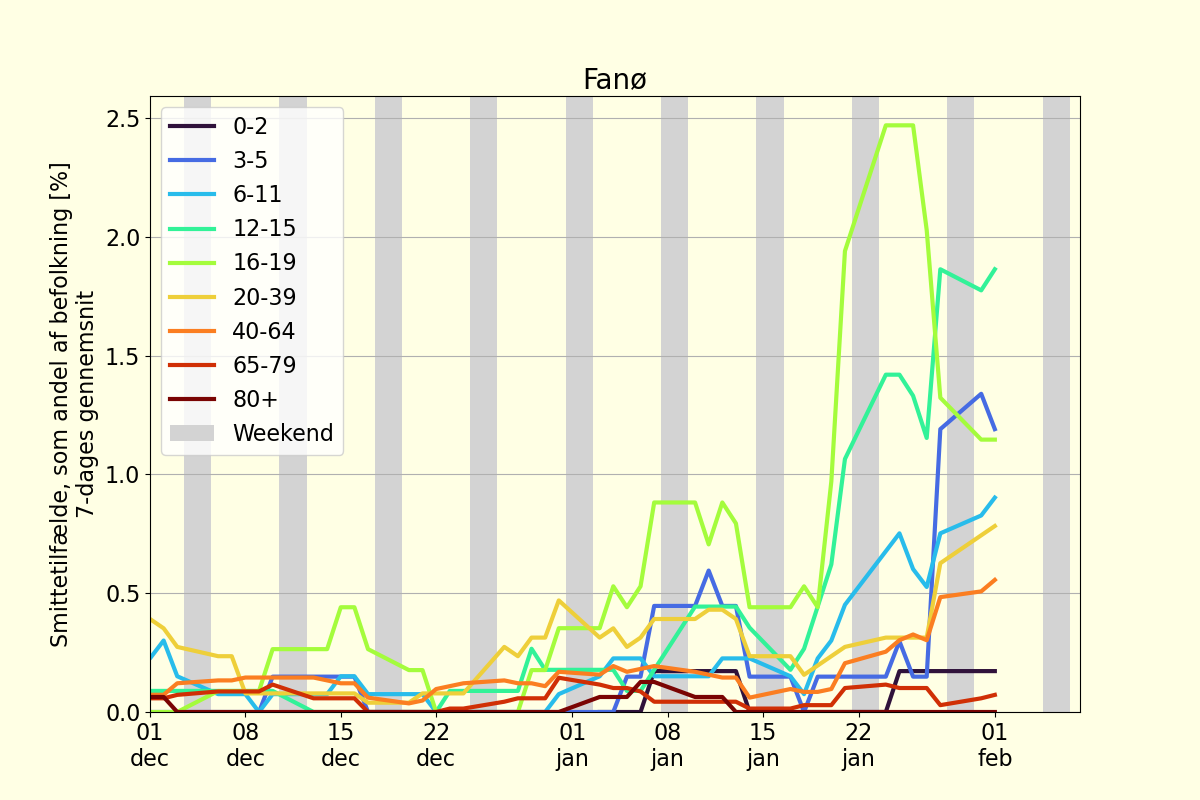 Fanø
Smittetilfælde, som andel af befolkning [%]
7-dages gennemsnit
2.5
2.0
1.5
1.0
0.5
0.0
0-2
3-5
6-11
12-15
16-19
20-39
40-64
65-79
80+
Weekend
01 08 15 22 01 08 15 22 01
dec dec dec dec jan jan jan jan feb